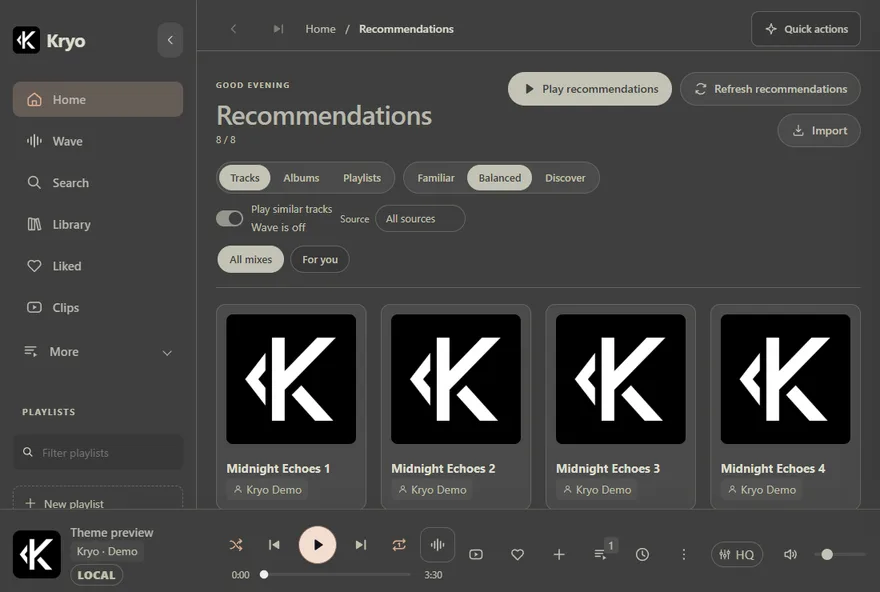 Kryo
Home / Recommendations
Quick actions
Home
Wave
Search
Library
Liked
Clips
More
PLAYLISTS
Filter playlists
New playlist
GOOD EVENING
Recommendations
8 / 8
Play recommendations
Refresh recommendations
Import
Tracks Albums Playlists
Familiar Balanced Discover
Play similar tracks
Wave is off
Source All sources
All mixes For you
Midnight Echoes 1
Kryo Demo
Midnight Echoes 2
Kryo Demo
Midnight Echoes 3
Kryo Demo
Midnight Echoes 4
Kryo Demo
Theme preview
Kryo · Demo
LOCAL
0:00
3:30
1
HQ